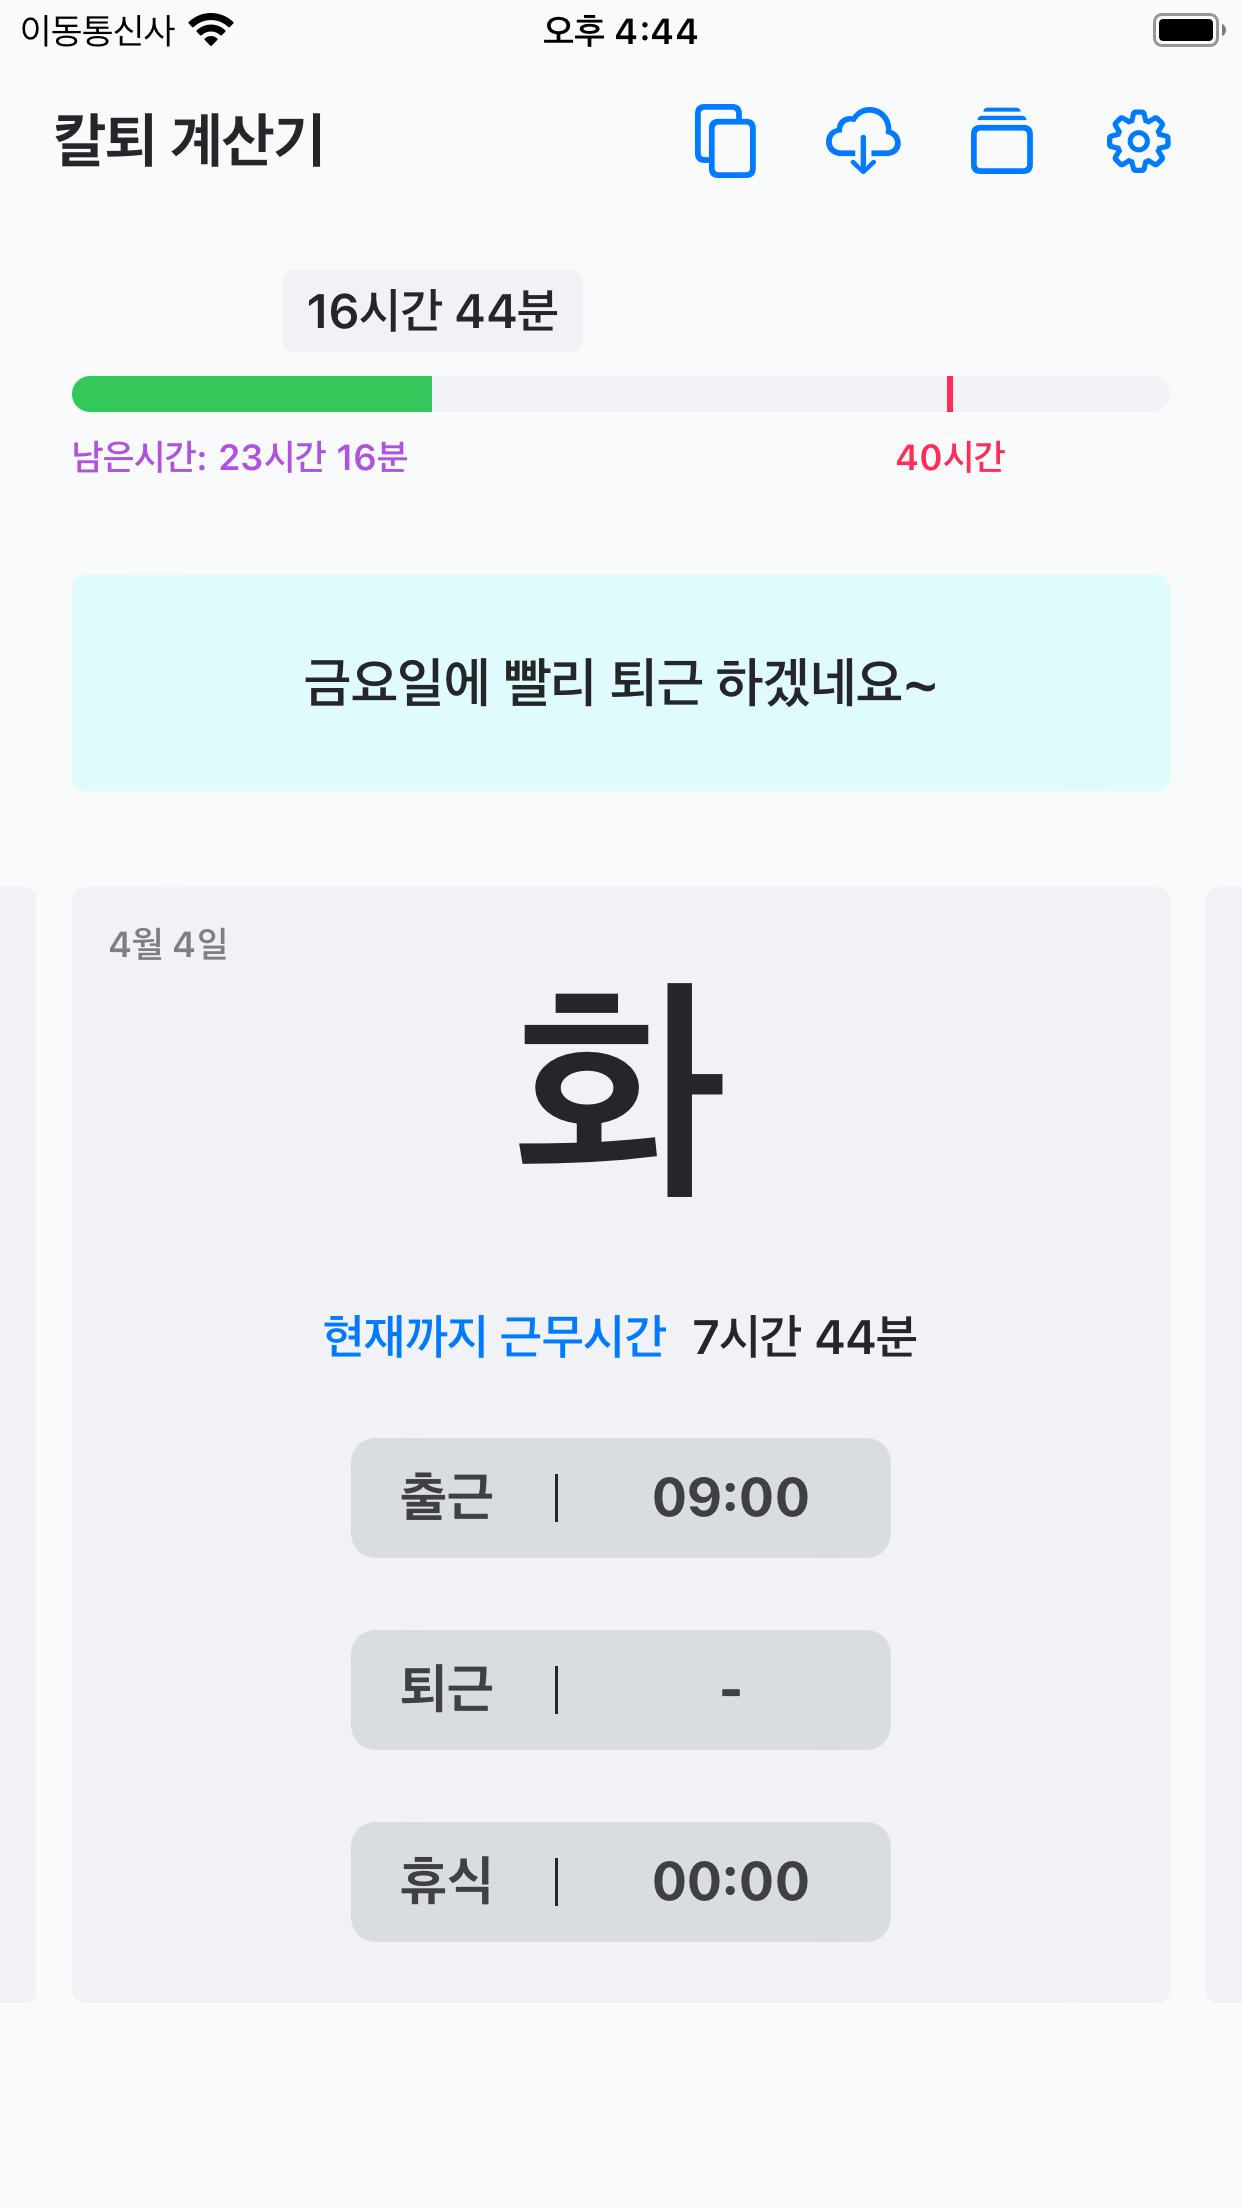 이동통신사 오후 4:44
칼퇴 계산기
16시간 44분
남은시간: 23시간 16분 40시간
금요일에 빨리 퇴근 하겠네요~
4월 4일
화
현재까지 근무시간 7시간 44분
출근 | 09:00
퇴근 | -
휴식 | 00:00